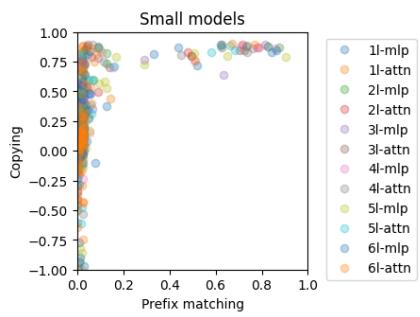 Small models
1.00
0.75
0.50
0.25
0.00
−0.25
−0.50
−0.75
−1.00
Copying
0.0
0.2
0.4
0.6
0.8
1.0
Prefix matching
1l-mlp
1l-attn
2l-mlp
2l-attn
3l-mlp
3l-attn
4l-mlp
4l-attn
5l-mlp
5l-attn
6l-mlp
6l-attn